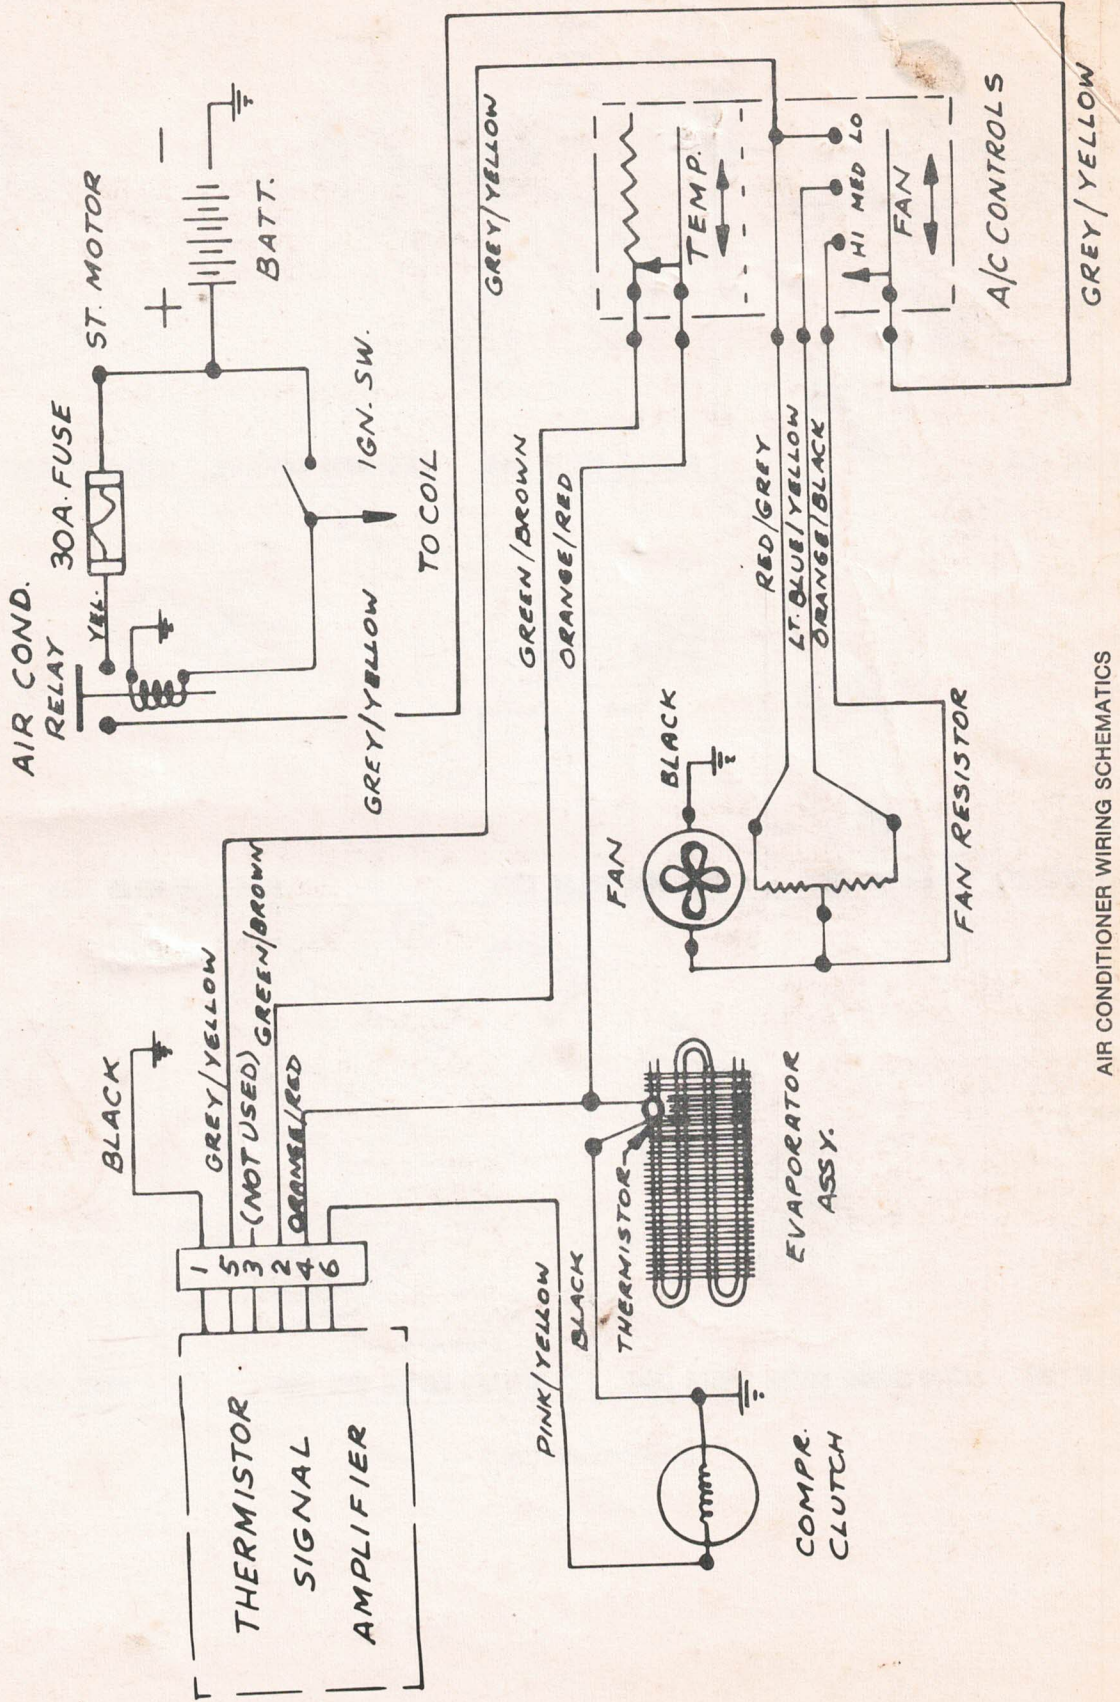 AIR COND.
RELAY
YEL.
30A. FUSE
ST. MOTOR
+
−
BATT.
IGN. SW.
TO COIL
GREY/YELLOW
GREY/YELLOW
GREEN/BROWN
ORANGE/RED
TEMP.
LO
MED
HI
FAN
A/C CONTROLS
GREY/YELLOW
RED/GREY
LT. BLUE/YELLOW
ORANGE/BLACK
BLACK
FAN
FAN RESISTOR
BLACK
GREY/YELLOW
(NOT USED)
GREEN/BROWN
ORANGE/RED
1
5
3
2
4
6
THERMISTOR
SIGNAL
AMPLIFIER
PINK/YELLOW
BLACK
THERMISTOR
EVAPORATOR
ASSY.
COMPR.
CLUTCH
AIR CONDITIONER WIRING SCHEMATICS